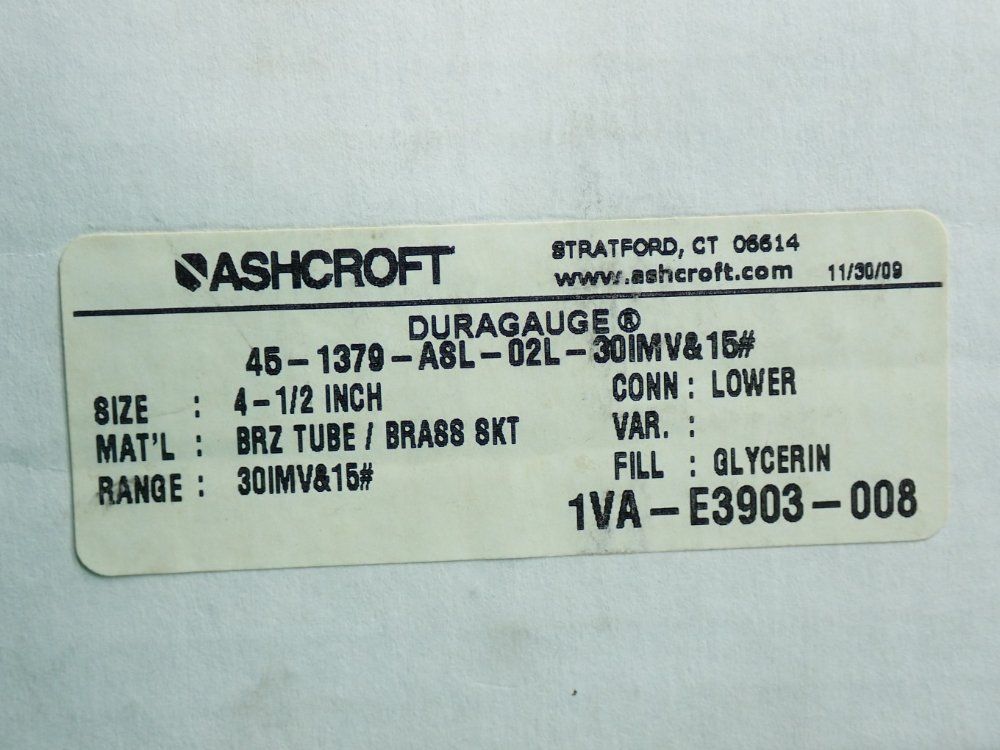 ASHCROFT
STRATFORD, CT 06614
www.ashcroft.com 11/30/09
DURAGAUGE®
45-1379-ASL-02L-30IMV&15#
SIZE : 4-1/2 INCH
CONN : LOWER
MAT'L : BRZ TUBE / BRASS SKT
VAR. :
RANGE : 30IMV&15#
FILL : GLYCERIN
1VA-E3903-008